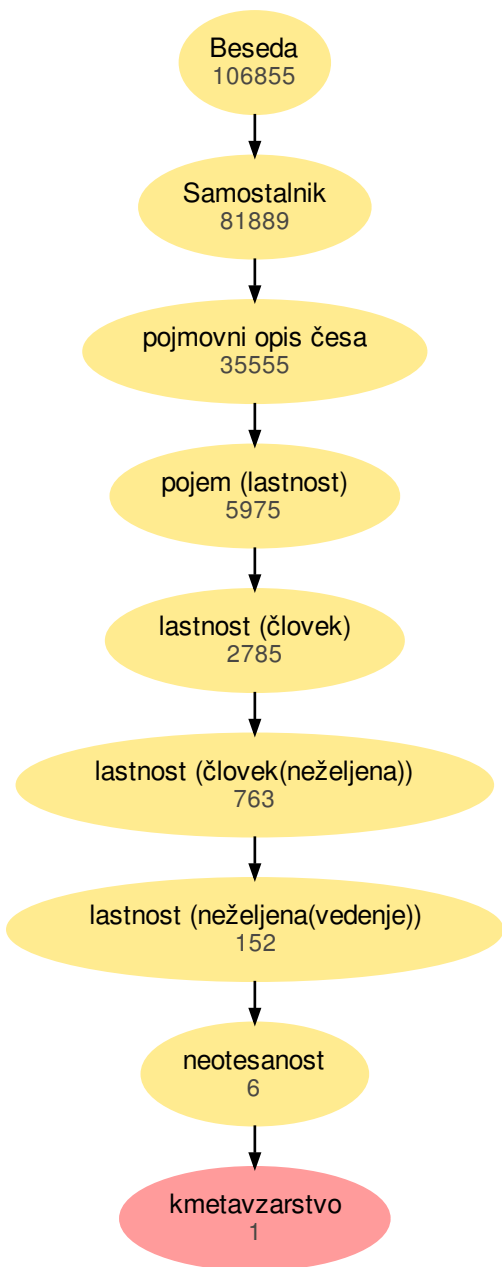 Beseda
106855
Samostalnik
81889
pojmovni opis česa
35555
pojem (lastnost)
5975
lastnost (človek)
2785
lastnost (človek(neželjena))
763
lastnost (neželjena(vedenje))
152
neotesanost
6
kmetavzarstvo
1